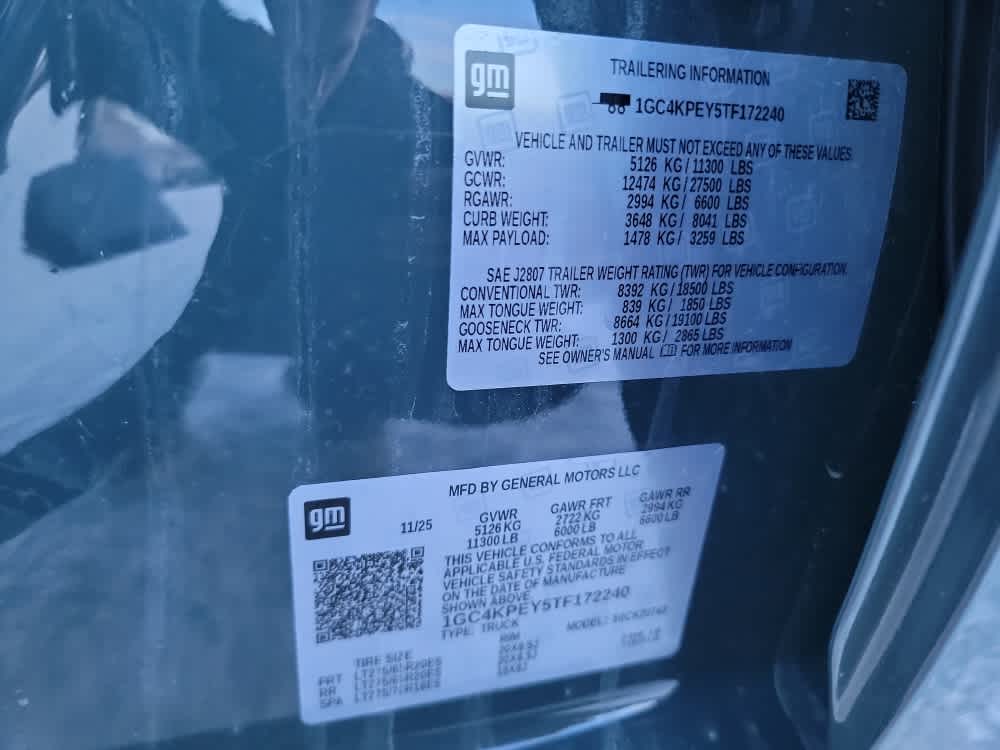 gm
TRAILERING INFORMATION
1GC4KPEY5TF172240
VEHICLE AND TRAILER MUST NOT EXCEED ANY OF THESE VALUES.
GVWR: 5126 KG / 11300 LBS
GCWR: 12474 KG / 27500 LBS
RGAWR: 2994 KG / 6600 LBS
CURB WEIGHT: 3648 KG / 8041 LBS
MAX PAYLOAD: 1478 KG / 3259 LBS
SAE J2807 TRAILER WEIGHT RATING (TWR) FOR VEHICLE CONFIGURATION.
CONVENTIONAL TWR: 8392 KG / 18500 LBS
MAX TONGUE WEIGHT: 839 KG / 1850 LBS
GOOSENECK TWR: 8664 KG / 19100 LBS
MAX TONGUE WEIGHT: 1300 KG / 2865 LBS
SEE OWNER'S MANUAL FOR MORE INFORMATION
gm
MFD BY GENERAL MOTORS LLC
11/25 GVWR GAWR FRT GAWR RR
5126 KG 2722 KG 2994 KG
11300 LB 6000 LB 6600 LB
THIS VEHICLE CONFORMS TO ALL
APPLICABLE U.S. FEDERAL MOTOR
VEHICLE SAFETY STANDARDS IN EFFECT
ON THE DATE OF MANUFACTURE
SHOWN ABOVE.
1GC4KPEY5TF172240
TYPE: TRUCK MODEL:
TIRE SIZE RIM
FRT
RR
SPA